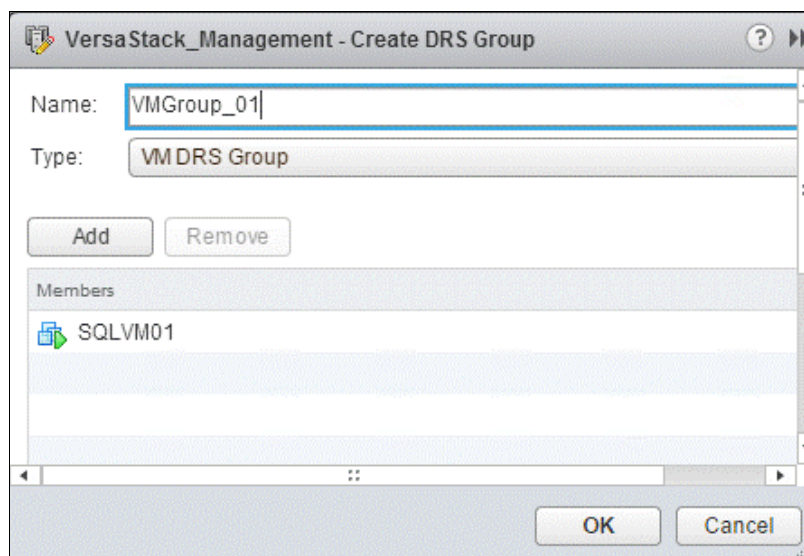 VersaStack_Management - Create DRS Group ?
Name: VMGroup_01
Type: VM DRS Group
Add Remove
Members
SQLVM01
OK Cancel